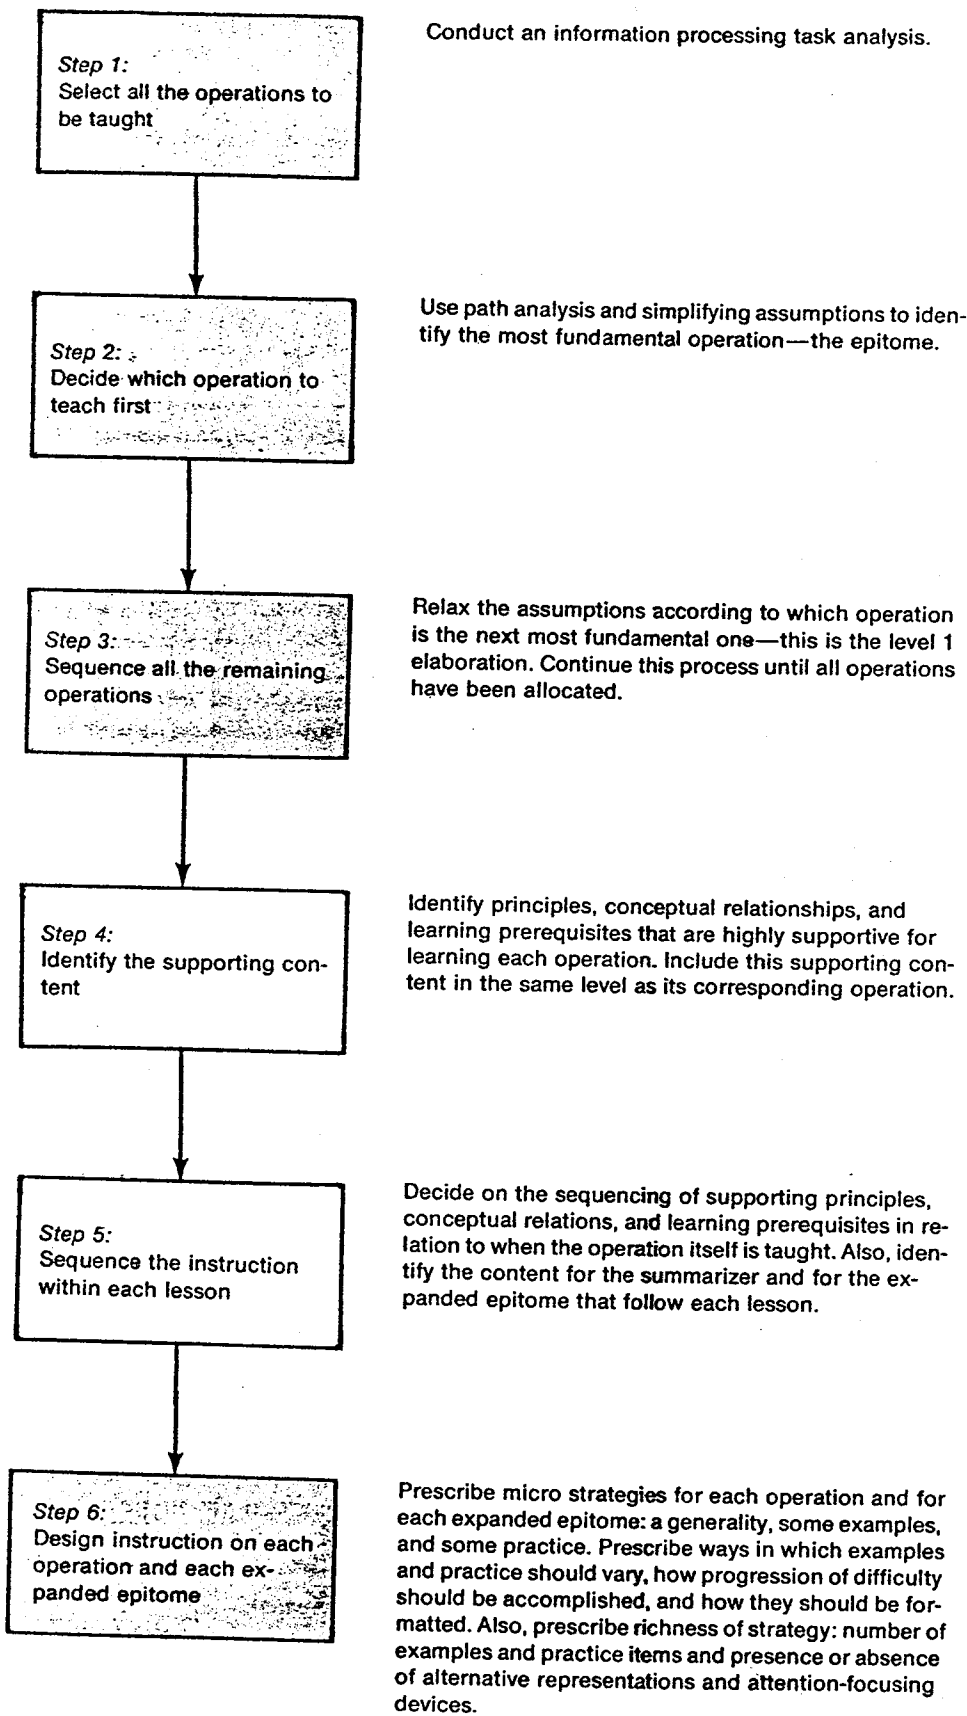 Step 1:
Select all the operations to
be taught
Conduct an information processing task analysis.
Step 2:
Decide which operation to
teach first
Use path analysis and simplifying assumptions to iden-
tify the most fundamental operation—the epitome.
Step 3:
Sequence all the remaining
operations
Relax the assumptions according to which operation
is the next most fundamental one—this is the level 1
elaboration. Continue this process until all operations
have been allocated.
Step 4:
Identify the supporting con-
tent
Identify principles, conceptual relationships, and
learning prerequisites that are highly supportive for
learning each operation. Include this supporting con-
tent in the same level as its corresponding operation.
Step 5:
Sequence the instruction
within each lesson
Decide on the sequencing of supporting principles,
conceptual relations, and learning prerequisites in re-
lation to when the operation itself is taught. Also, iden-
tify the content for the summarizer and for the ex-
panded epitome that follow each lesson.
Step 6:
Design instruction on each
operation and each ex-
panded epitome
Prescribe micro strategies for each operation and for
each expanded epitome: a generality, some examples,
and some practice. Prescribe ways in which examples
and practice should vary, how progression of difficulty
should be accomplished, and how they should be for-
matted. Also, prescribe richness of strategy: number of
examples and practice items and presence or absence
of alternative representations and attention-focusing
devices.